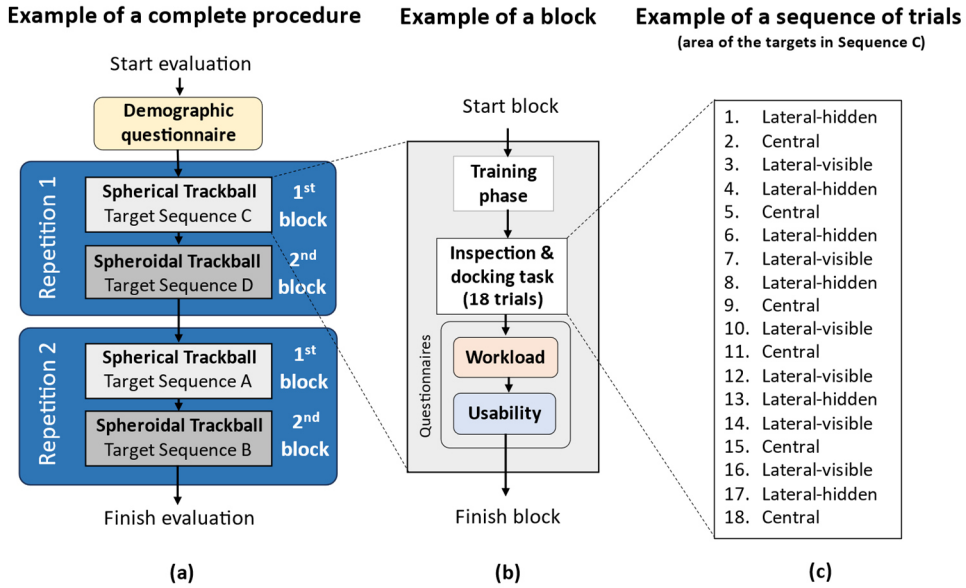 Example of a complete procedure
Start evaluation
Demographic
questionnaire
Repetition 1
Spherical Trackball
Target Sequence C
1st
block
Spheroidal Trackball
Target Sequence D
2nd
block
Repetition 2
Spherical Trackball
Target Sequence A
1st
block
Spheroidal Trackball
Target Sequence B
2nd
block
Finish evaluation
(a)
Example of a block
Start block
Training
phase
Inspection &
docking task
(18 trials)
Questionnaires
Workload
Usability
Finish block
(b)
Example of a sequence of trials
(area of the targets in Sequence C)
1. Lateral-hidden
2. Central
3. Lateral-visible
4. Lateral-hidden
5. Central
6. Lateral-hidden
7. Lateral-visible
8. Lateral-hidden
9. Central
10. Lateral-visible
11. Central
12. Lateral-visible
13. Lateral-hidden
14. Lateral-visible
15. Central
16. Lateral-visible
17. Lateral-hidden
18. Central
(c)